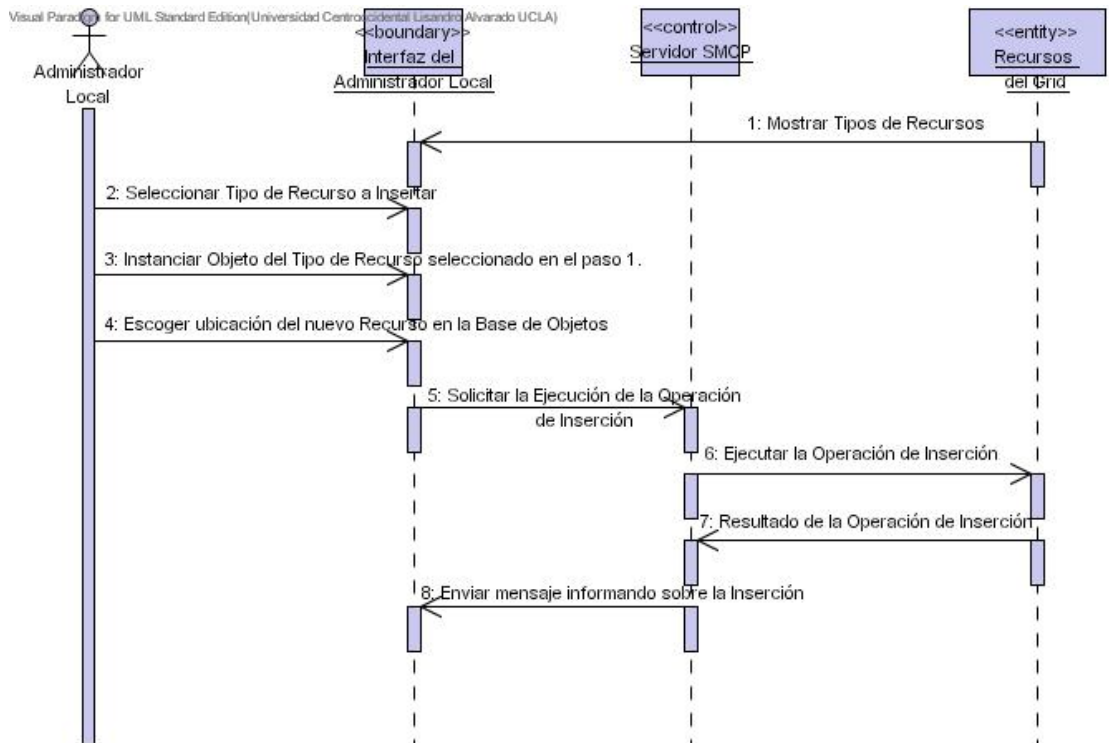 Visual Paradigm for UML Standard Edition(Universidad Centroccidental Lisandro Alvarado UCLA)
Administrador
Local
<<boundary>>
Interfaz del
Administrador Local
<<control>>
Servidor SMCP
<<entity>>
Recursos
del Grid
1: Mostrar Tipos de Recursos
2: Seleccionar Tipo de Recurso a Insertar
3: Instanciar Objeto del Tipo de Recurso seleccionado en el paso 1.
4: Escoger ubicación del nuevo Recurso en la Base de Objetos
5: Solicitar la Ejecución de la Operación
de Inserción
6: Ejecutar la Operación de Inserción
7: Resultado de la Operación de Inserción
8: Enviar mensaje informando sobre la Inserción